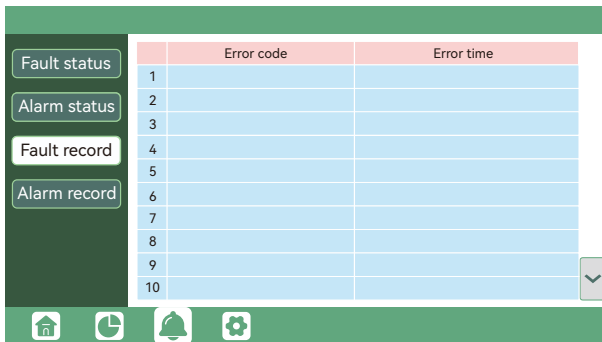 Fault status
Alarm status
Fault record
Alarm record
Error code Error time
1
2
3
4
5
6
7
8
9
10